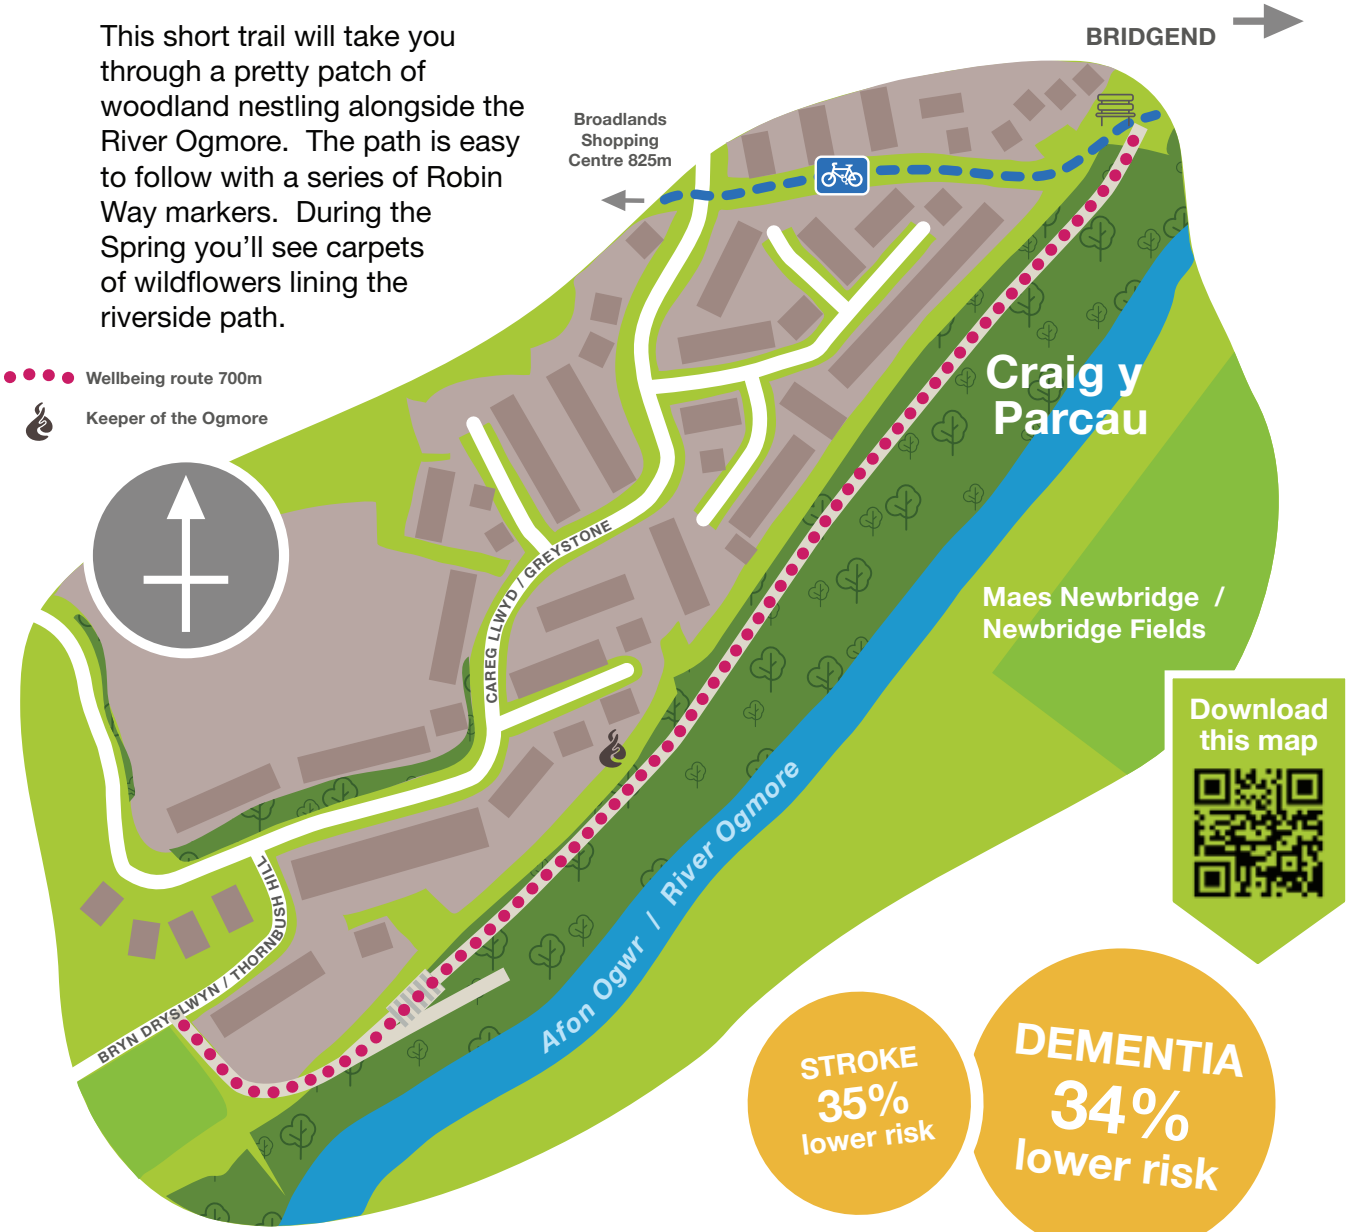 This short trail will take you
through a pretty patch of
woodland nestling alongside the
River Ogmore.  The path is easy
to follow with a series of Robin
Way markers.  During the
Spring you'll see carpets
of wildflowers lining the
riverside path.
Wellbeing route 700m
Keeper of the Ogmore
BRIDGEND
Broadlands
Shopping
Centre 825m
Craig y
Parcau
Maes Newbridge /
Newbridge Fields
CAREG LLWYD / GREYSTONE
BRYN DRYSLWYN / THORNBUSH HILL
Afon Ogwr / River Ogmore
Download
this map
STROKE
35%
lower risk
DEMENTIA
34%
lower risk